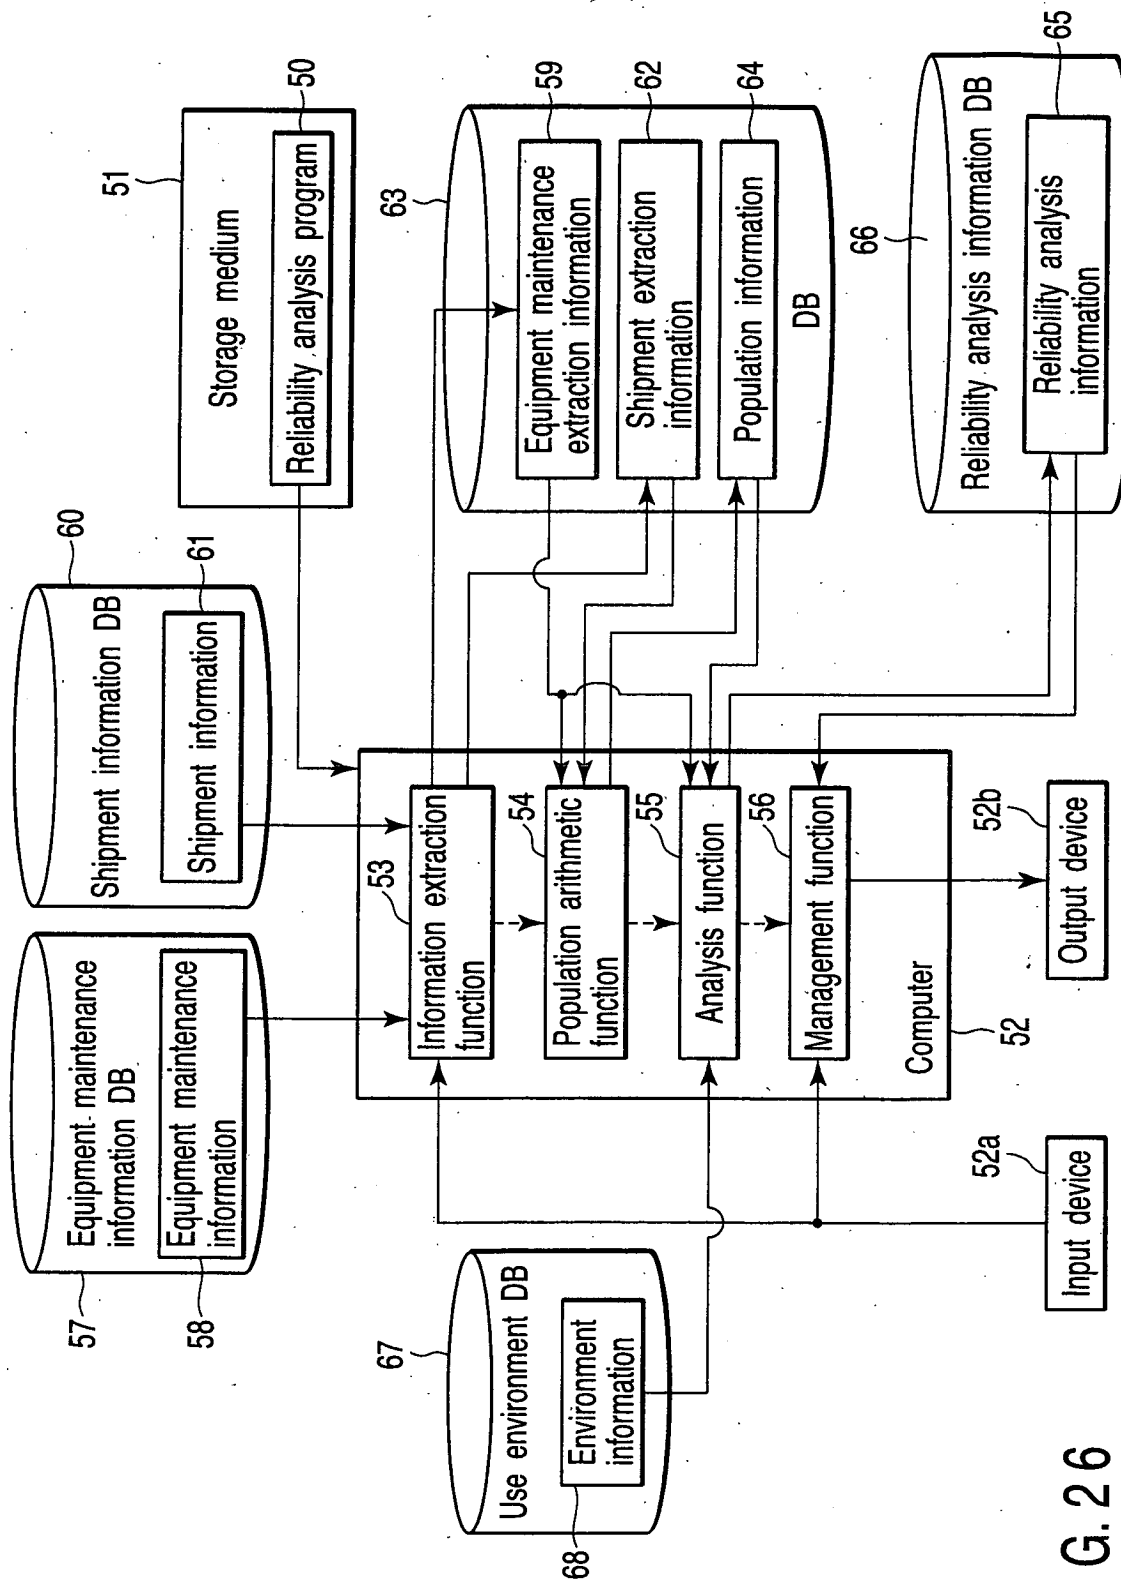 57
Equipment maintenance
information DB
58
Equipment maintenance
information
60
Shipment information DB
61
Shipment information
51
Storage medium
50
Reliability analysis program
67
Use environment DB
68
Environment
information
53
Information extraction
function
54
Population arithmetic
function
55
Analysis function
56
Management function
Computer
52
63
59
Equipment maintenance
extraction information
62
Shipment extraction
information
64
Population information
DB
66
Reliability analysis information DB
65
Reliability analysis
information
52a
Input device
52b
Output device
G. 26